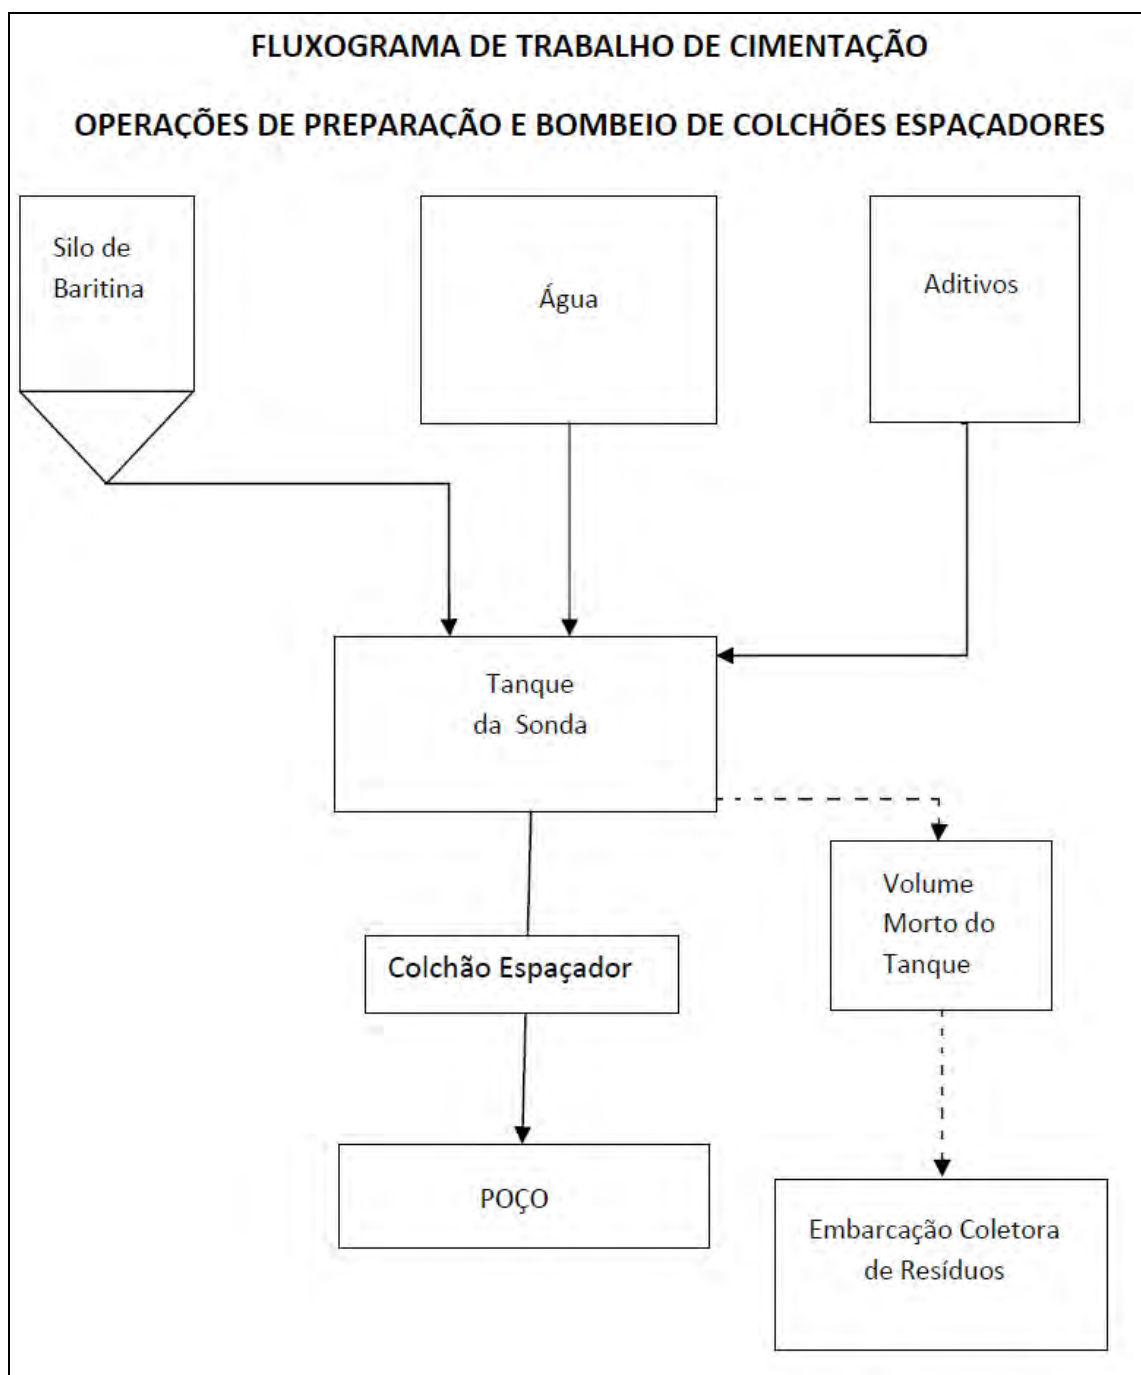 FLUXOGRAMA DE TRABALHO DE CIMENTAÇÃO
OPERAÇÕES DE PREPARAÇÃO E BOMBEIO DE COLCHÕES ESPAÇADORES
Silo de
Baritina
Água
Aditivos
Tanque
da Sonda
Volume
Morto do
Tanque
Colchão Espaçador
POÇO
Embarcação Coletora
de Resíduos